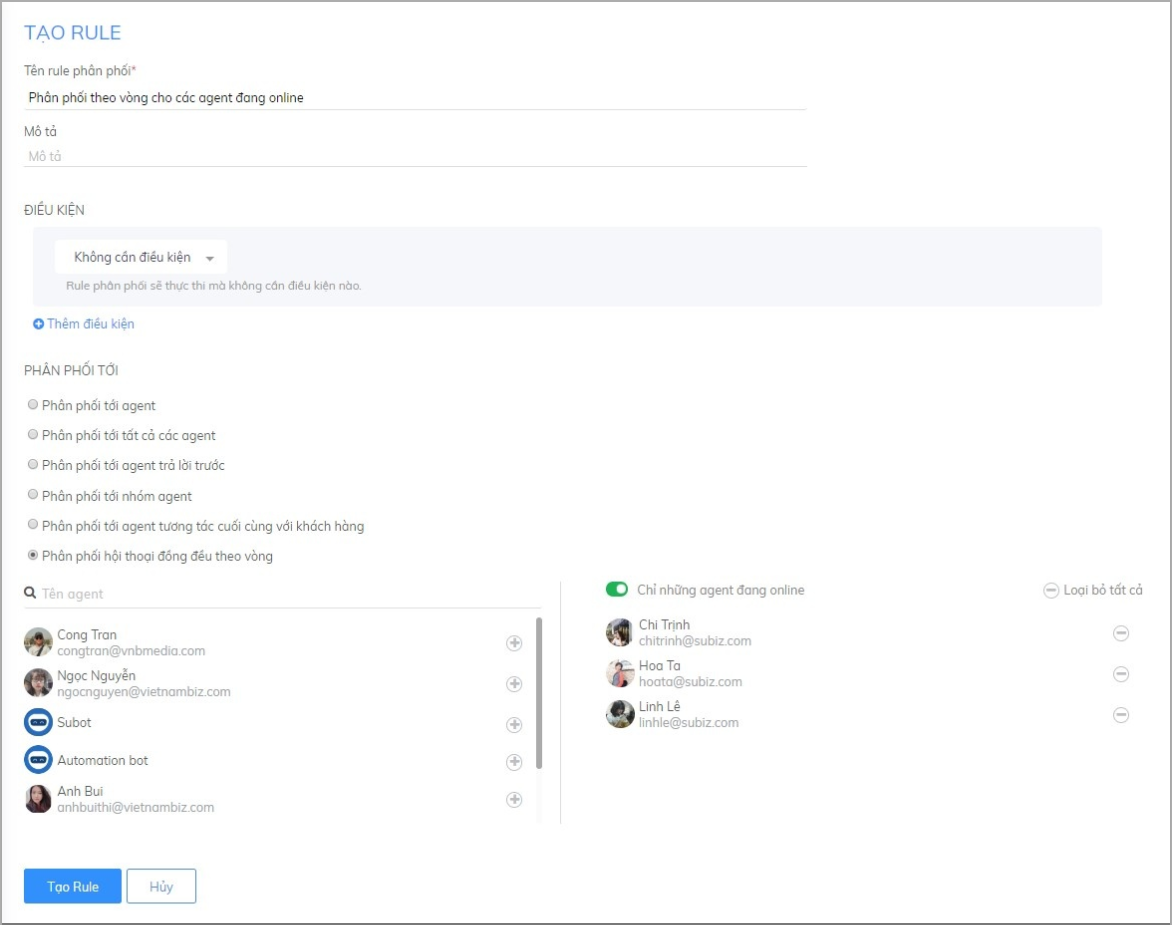 TẠO RULE
Tên rule phân phối*
Phân phối theo vòng cho các agent đang online
Mô tả
Mô tả
ĐIỀU KIỆN
Không cần điều kiện
Rule phân phối sẽ thực thi mà không cần điều kiện nào.
Thêm điều kiện
PHÂN PHỐI TỚI
Phân phối tới agent
Phân phối tới tất cả các agent
Phân phối tới agent trả lời trước
Phân phối tới nhóm agent
Phân phối tới agent tương tác cuối cùng với khách hàng
Phân phối hội thoại đồng đều theo vòng
Tên agent
Cong Tran
congtran@vnbmedia.com
Ngọc Nguyễn
ngocnguyen@vietnambiz.com
Subot
Automation bot
Anh Bui
anhbuithi@vietnambiz.com
Chỉ những agent đang online
Loại bỏ tất cả
Chi Trịnh
chitrinh@subiz.com
Hoa Ta
hoata@subiz.com
Linh Lê
linhle@subiz.com
Tạo Rule
Hủy